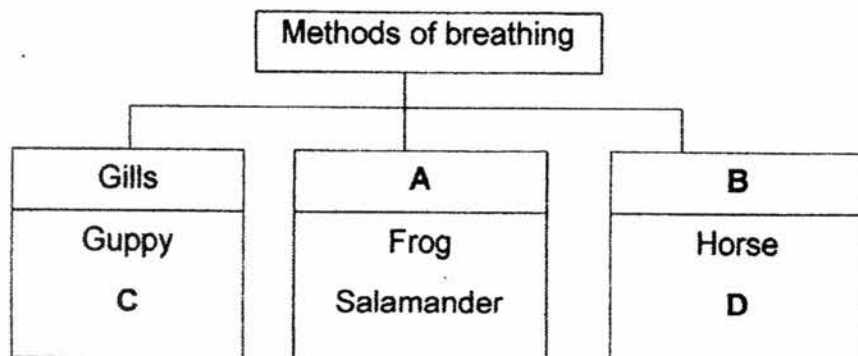 Methods of breathing
Gills
A
B
Guppy
Frog
Horse
C
Salamander
D